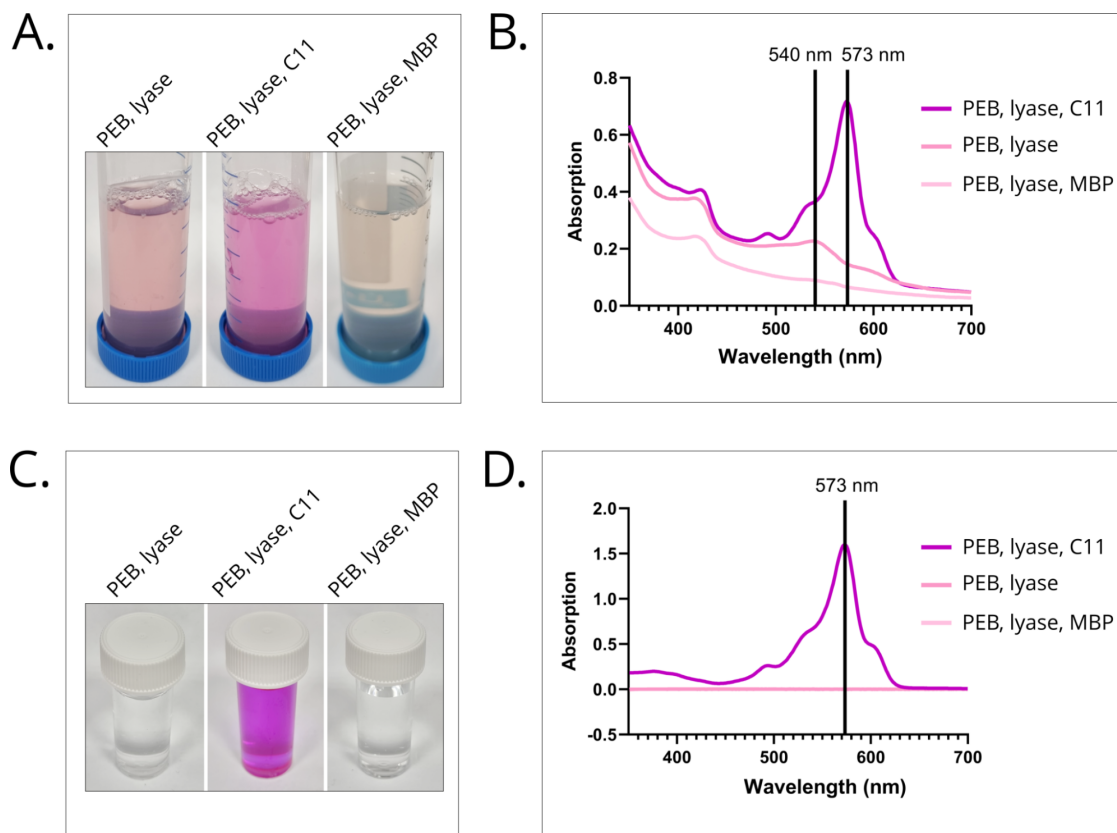 A.
PEB, lyase
PEB, lyase, C11
PEB, lyase, MBP
B.
540 nm 573 nm
PEB, lyase, C11
PEB, lyase
PEB, lyase, MBP
Absorption
0.8
0.6
0.4
0.2
0.0
400 500 600 700
Wavelength (nm)
C.
PEB, lyase
PEB, lyase, C11
PEB, lyase, MBP
D.
573 nm
PEB, lyase, C11
PEB, lyase
PEB, lyase, MBP
Absorption
2.0
1.5
1.0
0.5
0.0
-0.5
400 500 600 700
Wavelength (nm)